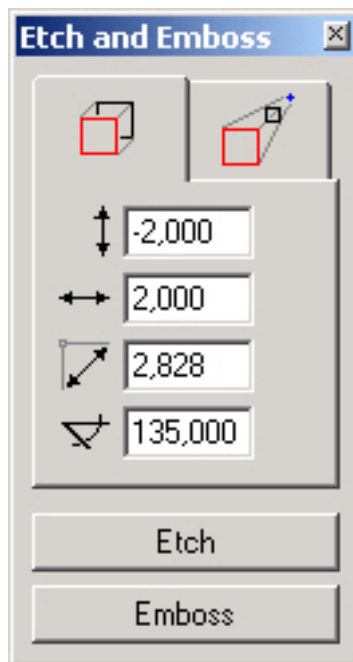 Etch and Emboss
-2,000
2,000
2,828
135,000
Etch
Emboss